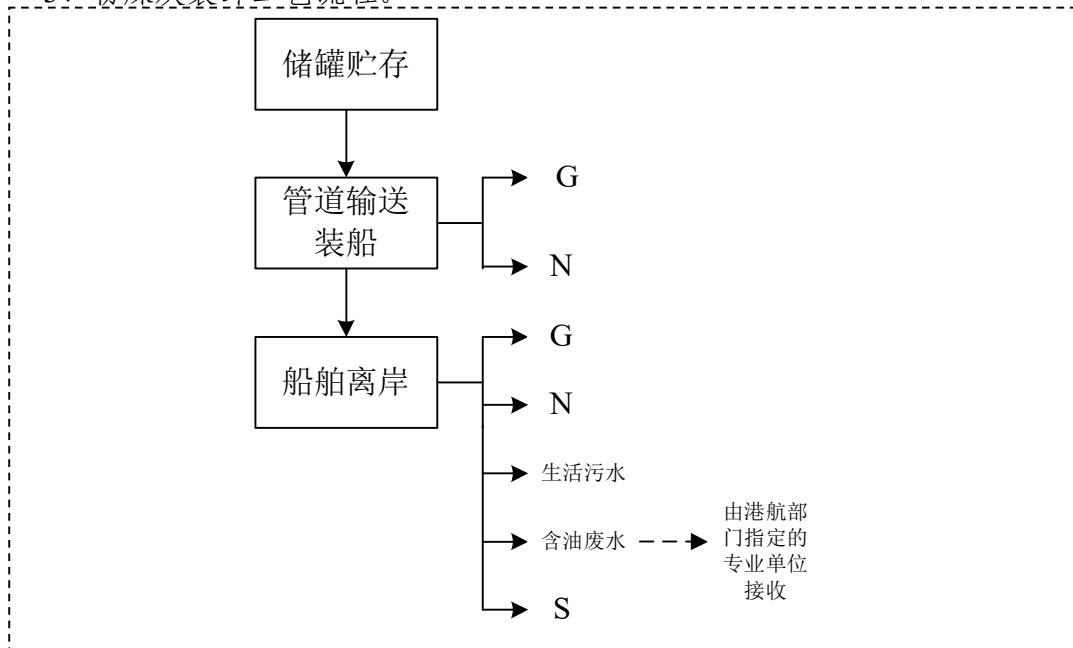 储罐贮存
管道输送
装船
G
N
船舶离岸
G
N
生活污水
含油废水
由港航部
门指定的
专业单位
接收
S